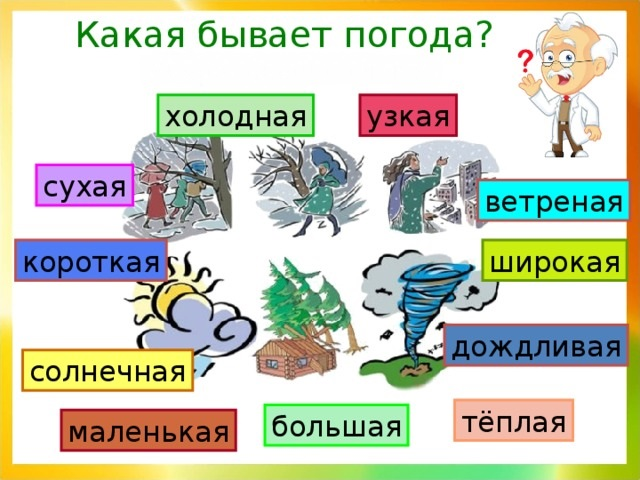 Какая бывает погода?
?
холодная
узкая
сухая
ветреная
короткая
широкая
дождливая
солнечная
тёплая
большая
маленькая